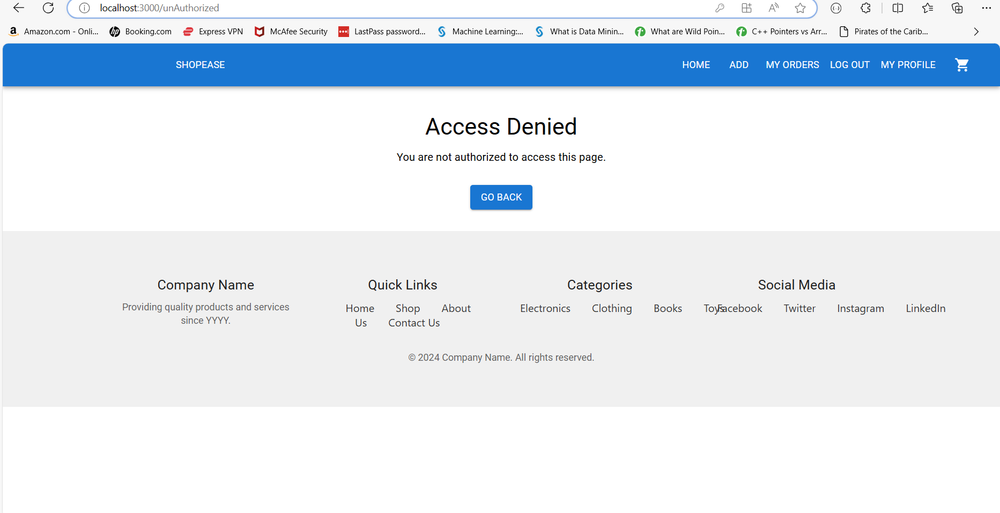 localhost:3000/unAuthorized
Amazon.com - Onli... Booking.com Express VPN McAfee Security LastPass password... Machine Learning:... What is Data Minin... What are Wild Poin... C++ Pointers vs Arr... Pirates of the Carib...
SHOPEASE HOME ADD MY ORDERS LOG OUT MY PROFILE
Access Denied
You are not authorized to access this page.
GO BACK
Company Name
Providing quality products and services
since YYYY.
Quick Links
Home Shop About
Us Contact Us
Categories
Electronics Clothing Books Toys
Social Media
Facebook Twitter Instagram LinkedIn
© 2024 Company Name. All rights reserved.